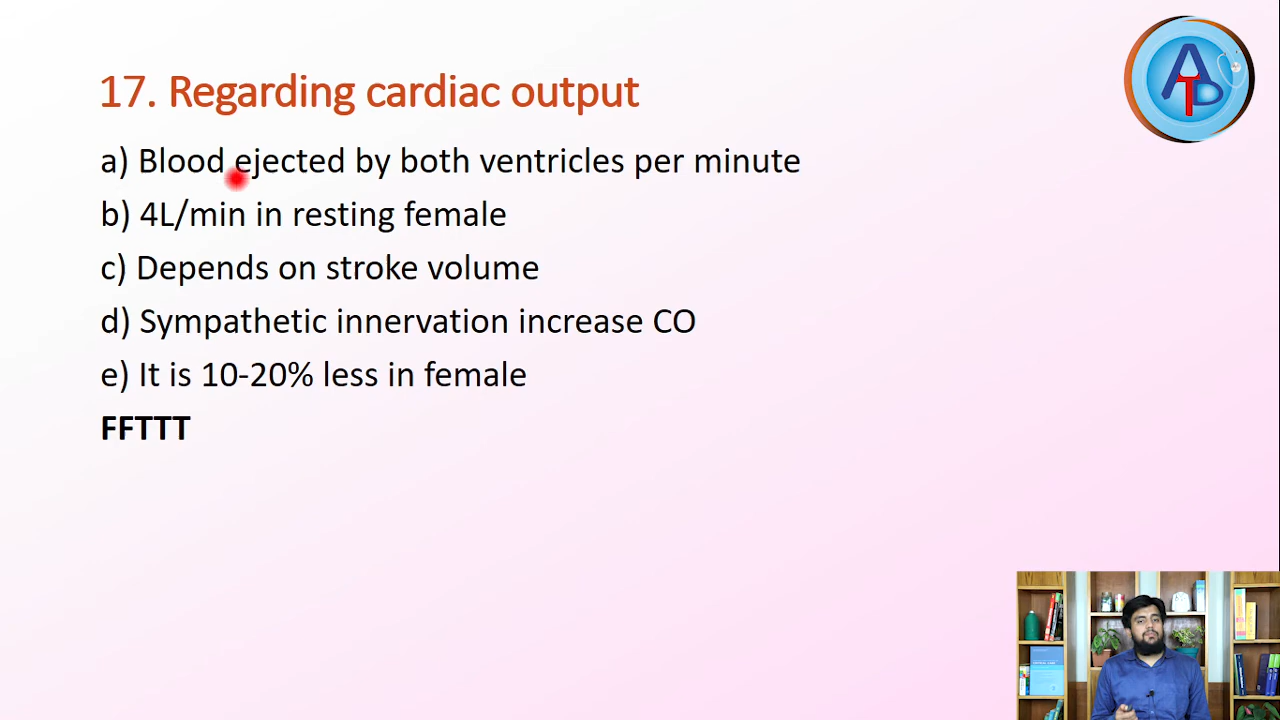 17. Regarding cardiac output
a) Blood ejected by both ventricles per minute
b) 4L/min in resting female
c) Depends on stroke volume
d) Sympathetic innervation increase CO
e) It is 10-20% less in female
FFTTT
ATB